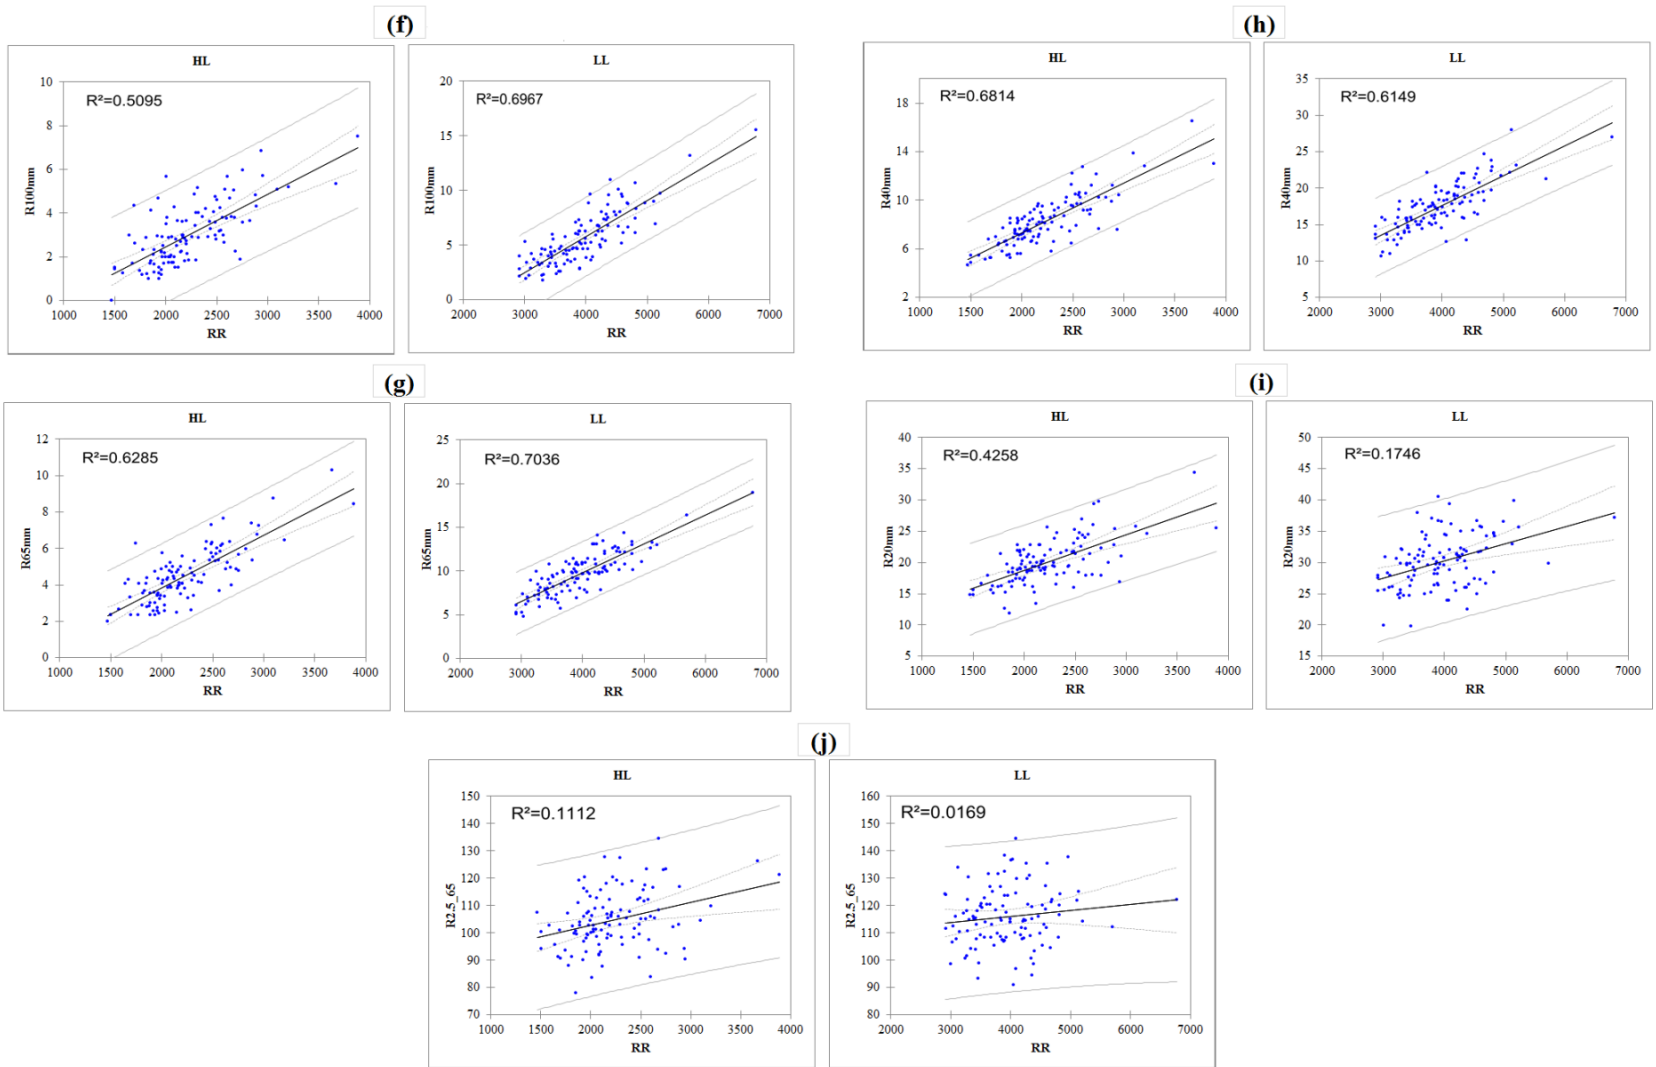 (f)
HL
R²=0.5095
R100mm
10
8
6
4
2
0
1000 1500 2000 2500 3000 3500 4000
RR
LL
R²=0.6967
R100mm
20
15
10
5
0
2000 3000 4000 5000 6000 7000
RR
(h)
HL
R²=0.6814
R40mm
18
14
10
6
2
1000 1500 2000 2500 3000 3500 4000
RR
LL
R²=0.6149
R40mm
35
30
25
20
15
10
5
2000 3000 4000 5000 6000 7000
RR
(g)
HL
R²=0.6285
R65mm
12
10
8
6
4
2
0
1000 1500 2000 2500 3000 3500 4000
RR
LL
R²=0.7036
R65mm
25
20
15
10
5
0
2000 3000 4000 5000 6000 7000
RR
(i)
HL
R²=0.4258
R20mm
40
35
30
25
20
15
10
5
1000 1500 2000 2500 3000 3500 4000
RR
LL
R²=0.1746
R20mm
50
45
40
35
30
25
20
15
2000 3000 4000 5000 6000 7000
RR
(j)
HL
R²=0.1112
R2.5_65
150
140
130
120
110
100
90
80
70
1000 1500 2000 2500 3000 3500 4000
RR
LL
R²=0.0169
R2.5_65
160
150
140
130
120
110
100
90
80
2000 3000 4000 5000 6000 7000
RR